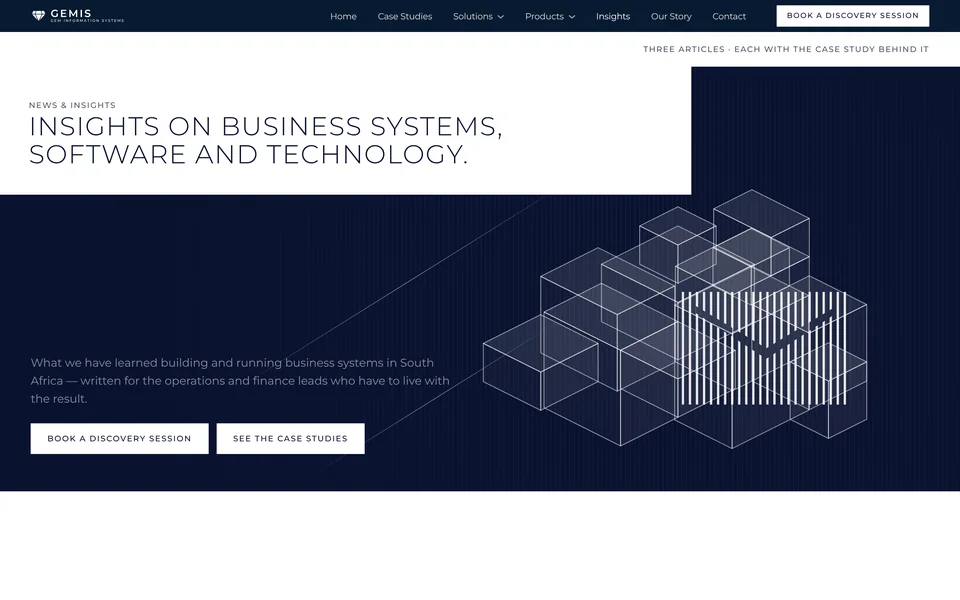 GEMIS
GEM INFORMATION SYSTEMS
Home
Case Studies
Solutions
Products
Insights
Our Story
Contact
BOOK A DISCOVERY SESSION
THREE ARTICLES · EACH WITH THE CASE STUDY BEHIND IT
NEWS & INSIGHTS
INSIGHTS ON BUSINESS SYSTEMS,
SOFTWARE AND TECHNOLOGY.
What we have learned building and running business systems in South
Africa — written for the operations and finance leads who have to live with
the result.
BOOK A DISCOVERY SESSION
SEE THE CASE STUDIES